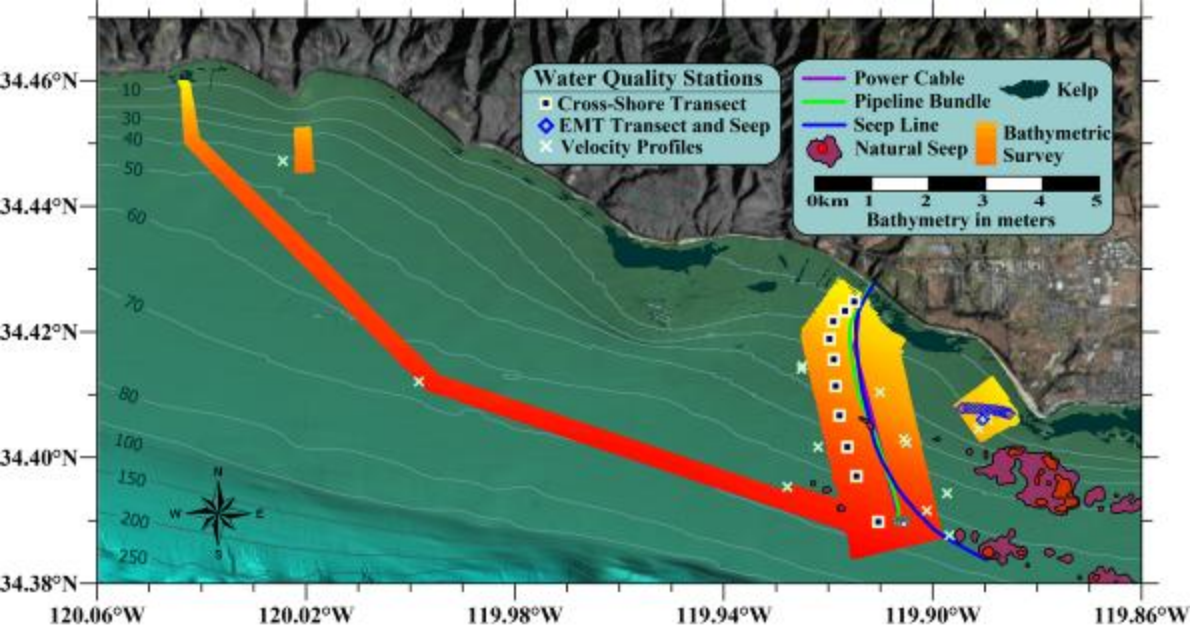 Water Quality Stations
Cross-Shore Transect
EMT Transect and Seep
Velocity Profiles
Power Cable
Pipeline Bundle
Seep Line
Natural Seep
Kelp
Bathymetric
Survey
0km 1 2 3 4 5
Bathymetry in meters
34.46°N
34.44°N
34.42°N
34.40°N
34.38°N
10
30
40
50
60
70
80
100
150
200
250
N
W E
S
120.06°W 120.02°W 119.98°W 119.94°W 119.90°W 119.86°W